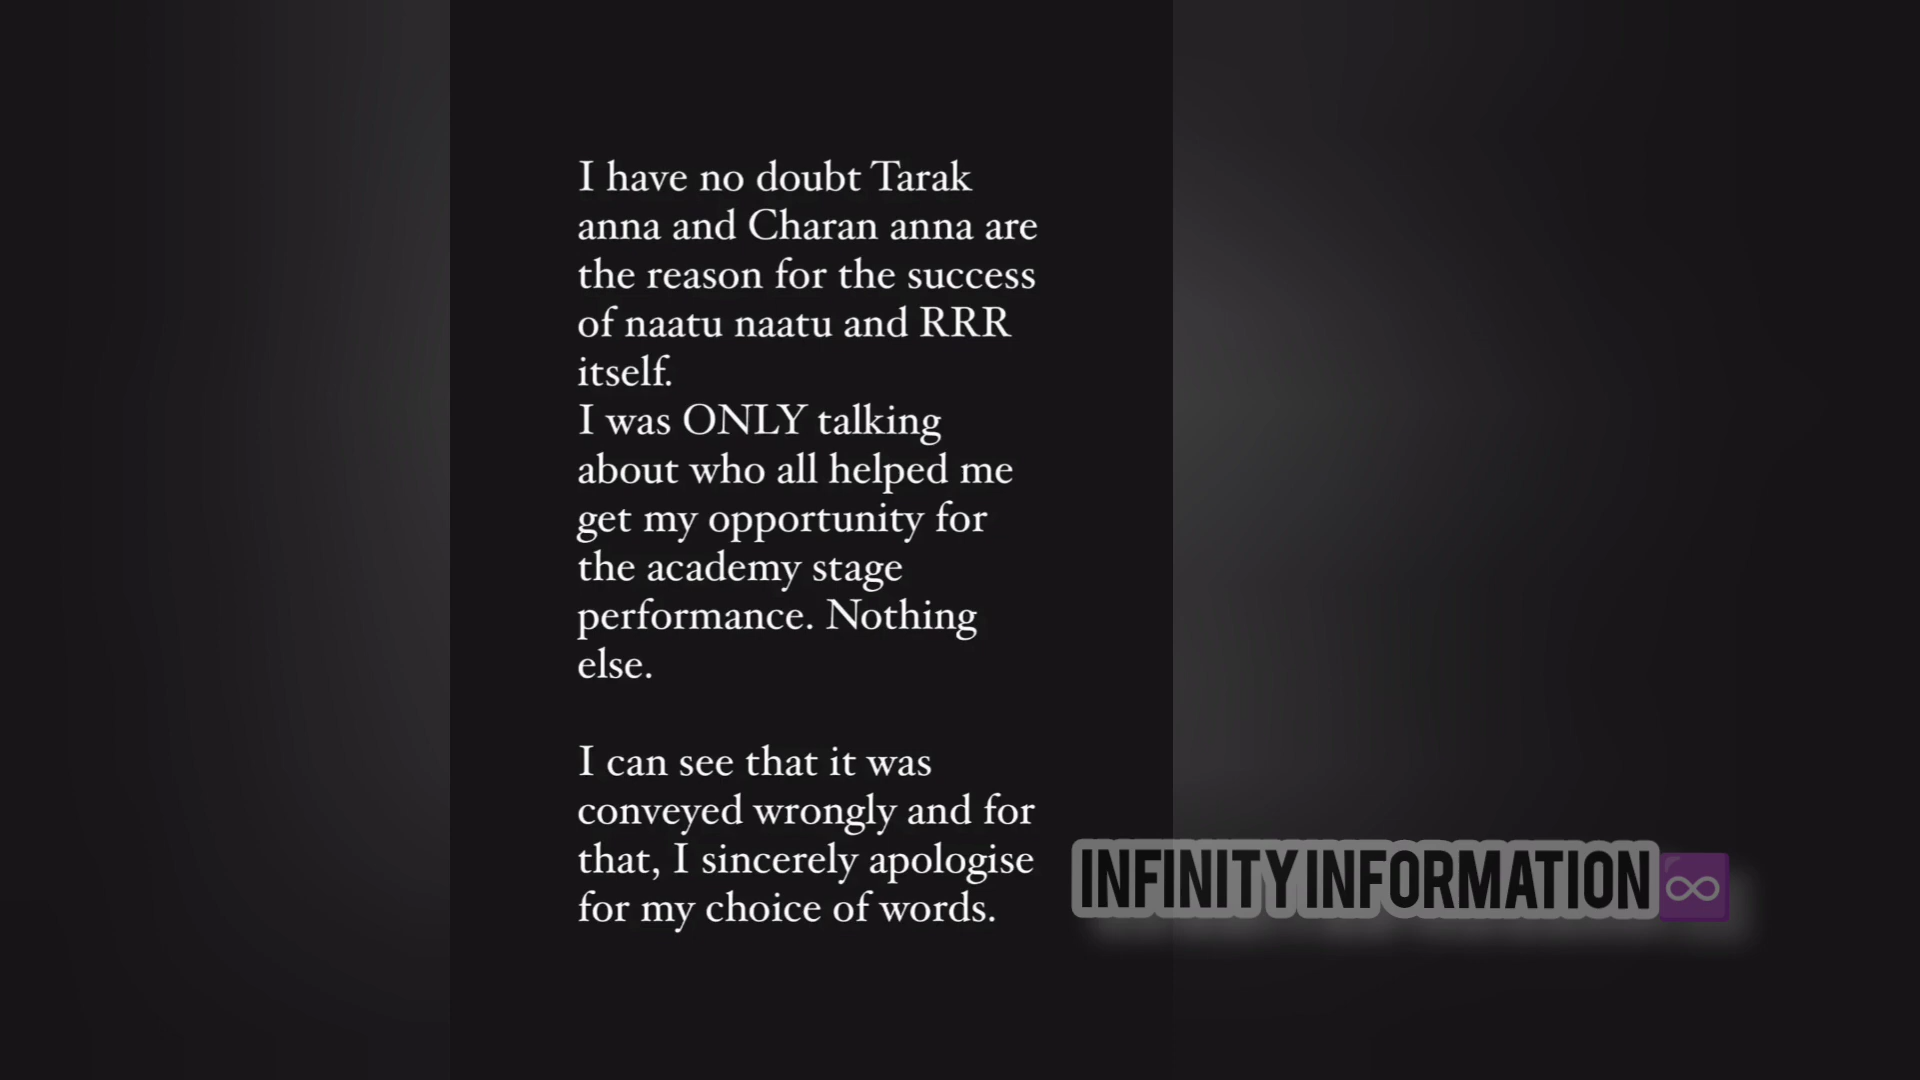 I have no doubt Tarak
anna and Charan anna are
the reason for the success
of naatu naatu and RRR
itself.
I was ONLY talking
about who all helped me
get my opportunity for
the academy stage
performance. Nothing
else.
I can see that it was
conveyed wrongly and for
that, I sincerely apologise
for my choice of words.
INFINITY INFORMATION